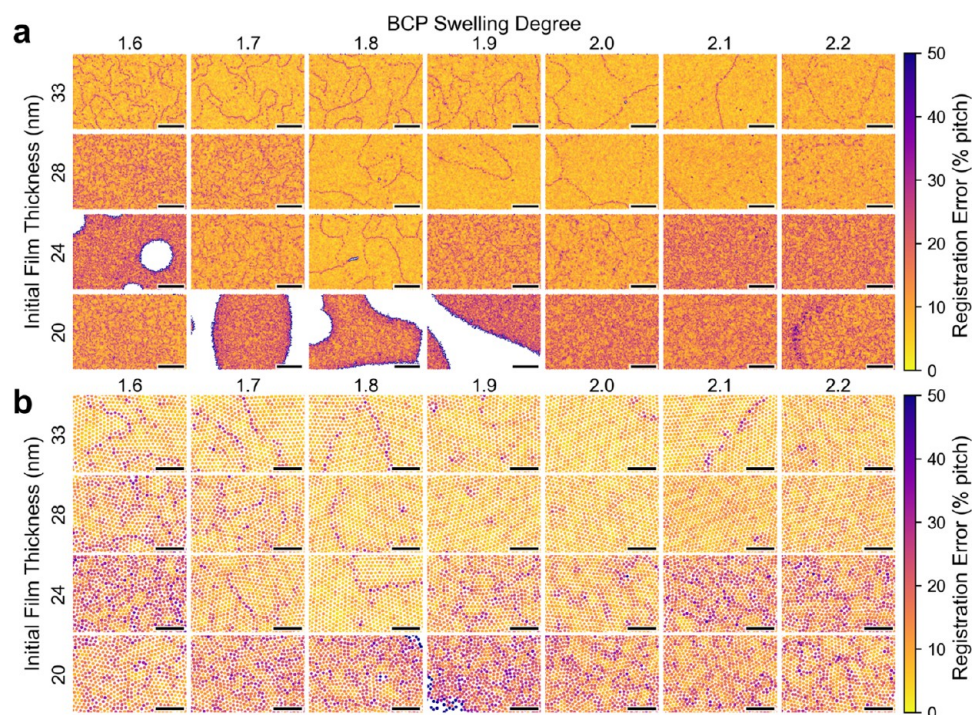 BCP Swelling Degree
a
1.6 1.7 1.8 1.9 2.0 2.1 2.2
Initial Film Thickness (nm)
33
28
24
20
50
40
30
20
10
0
Registration Error (% pitch)
b
1.6 1.7 1.8 1.9 2.0 2.1 2.2
Initial Film Thickness (nm)
33
28
24
20
50
40
30
20
10
0
Registration Error (% pitch)